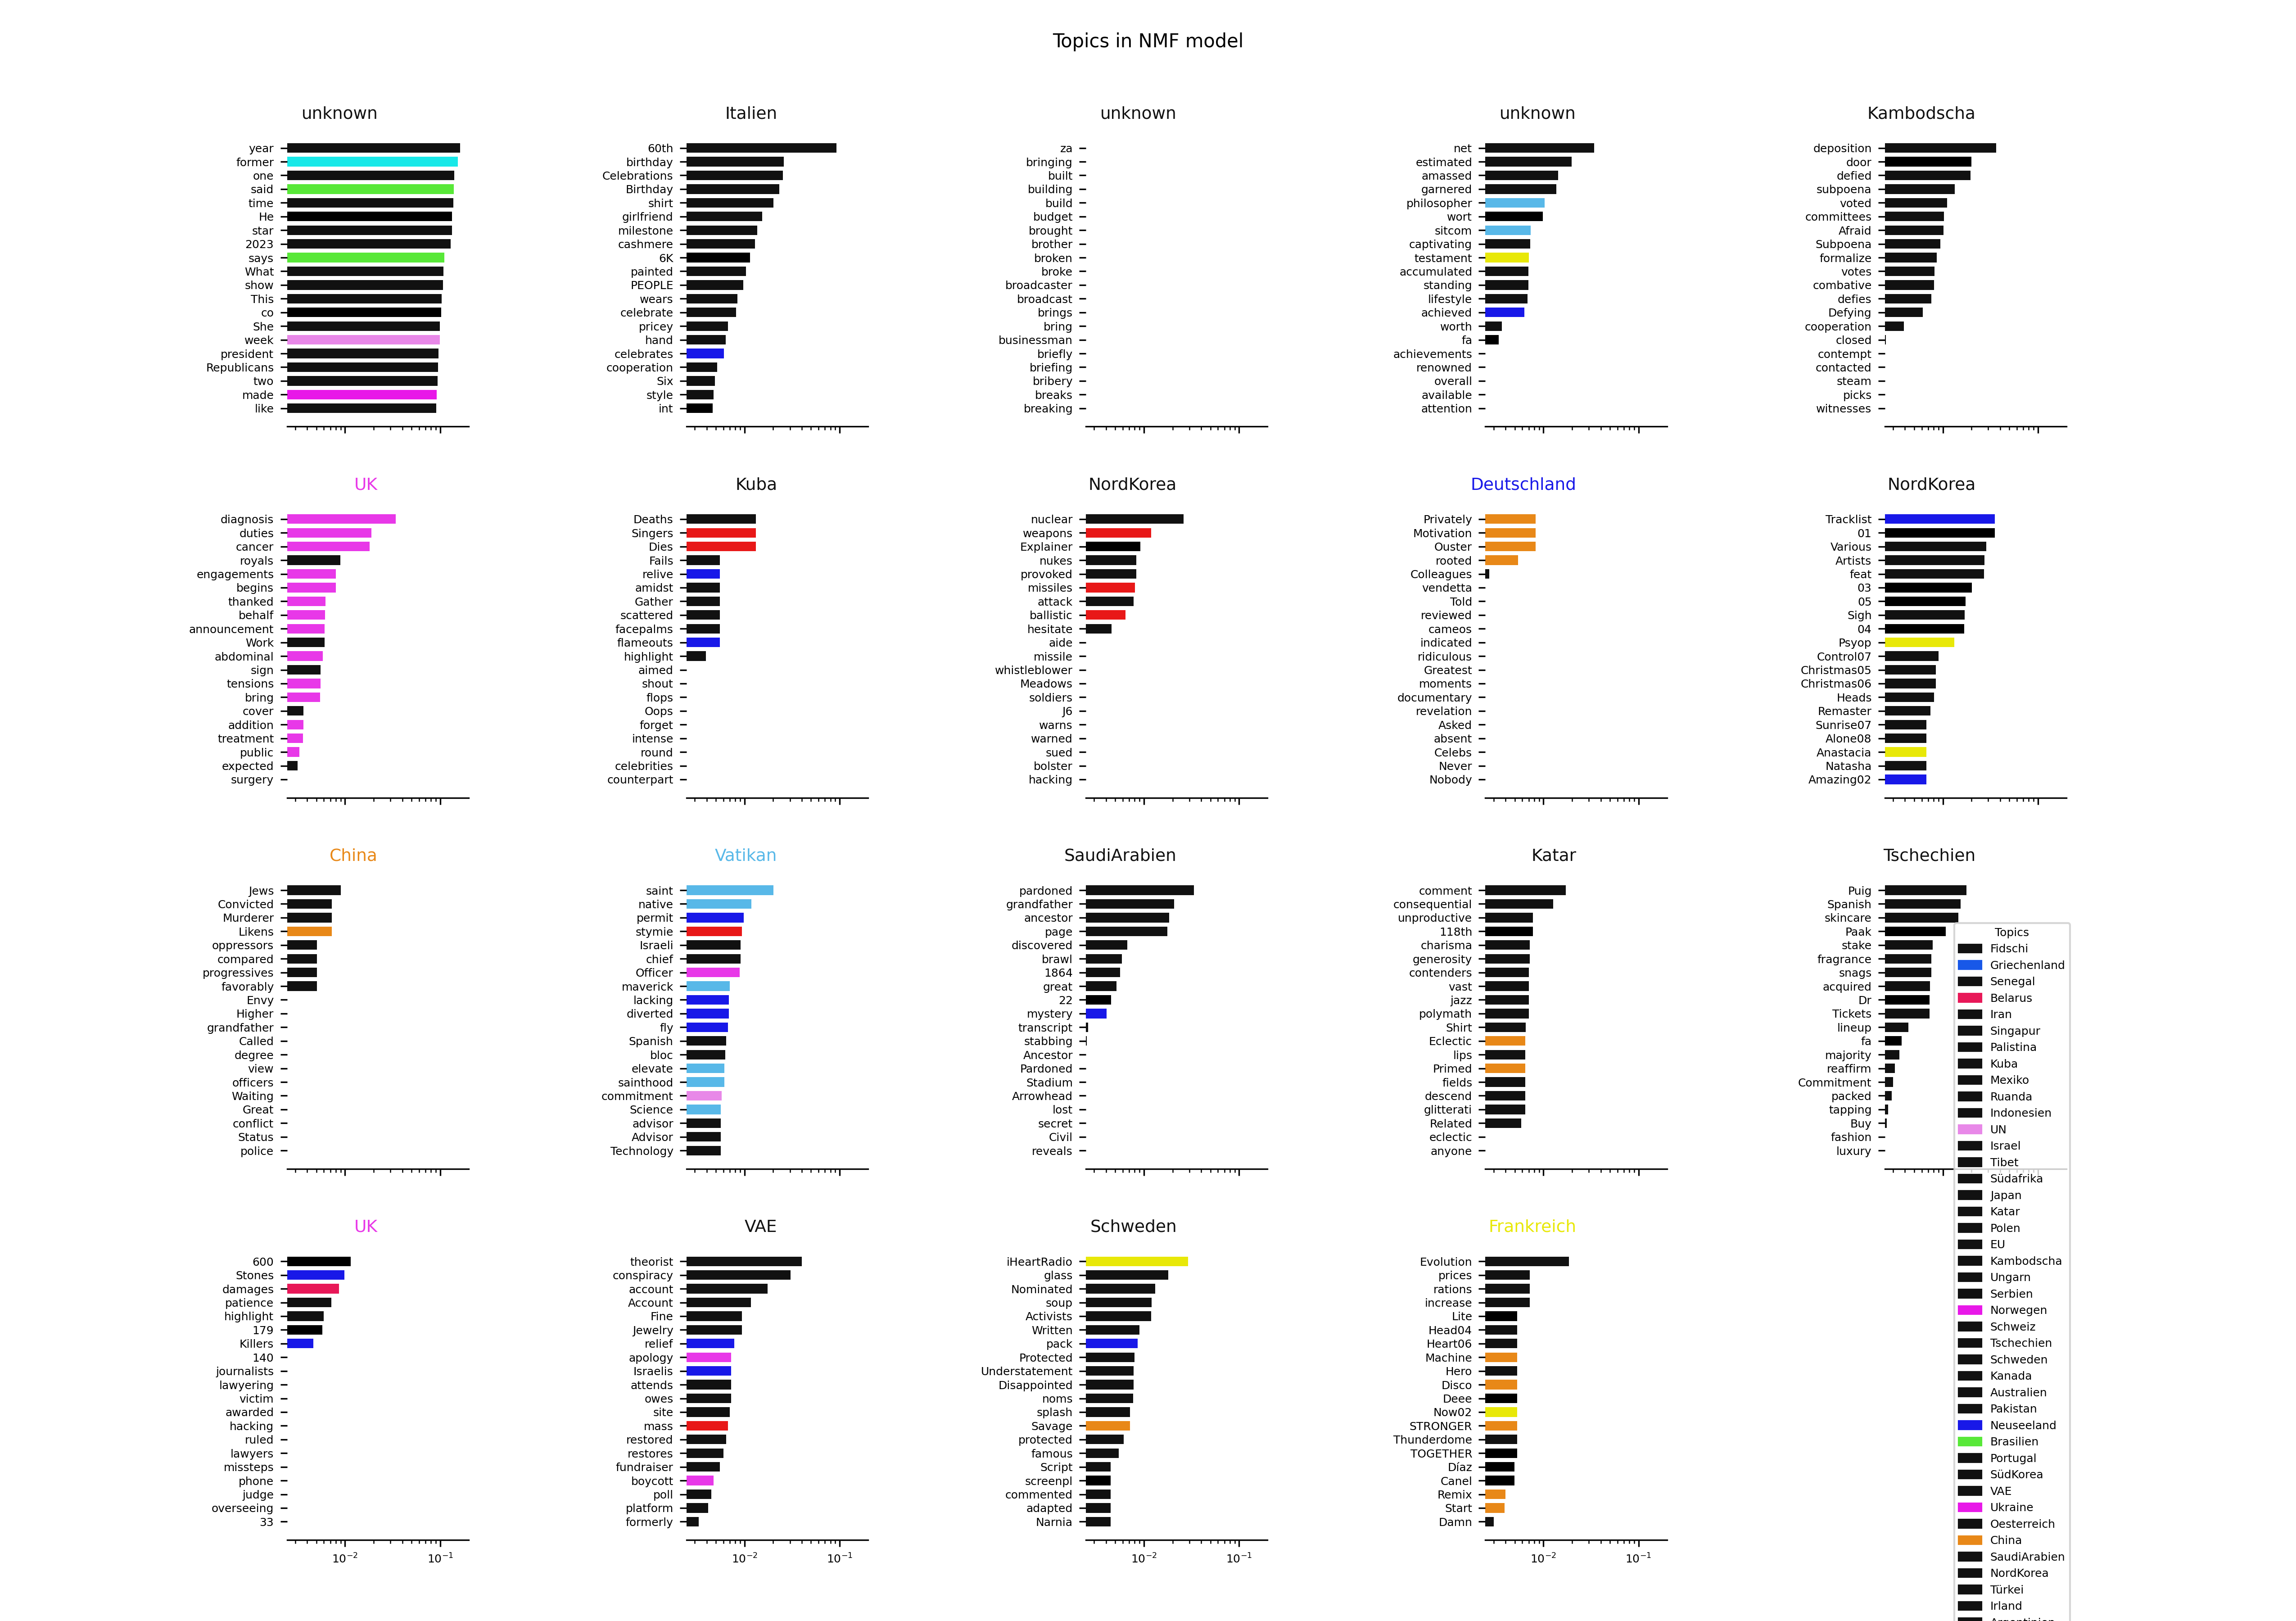 Topics in NMF model
unknown
year
former
one
said
time
He
star
2023
says
What
show
This
co
She
week
president
Republicans
two
made
like
Italien
60th
birthday
Celebrations
Birthday
shirt
girlfriend
milestone
cashmere
6K
painted
PEOPLE
wears
celebrate
pricey
hand
celebrates
cooperation
Six
style
int
unknown
za
bringing
built
building
build
budget
brought
brother
broken
broke
broadcaster
broadcast
brings
bring
businessman
briefly
briefing
bribery
breaks
breaking
unknown
net
estimated
amassed
garnered
philosopher
wort
sitcom
captivating
testament
accumulated
standing
lifestyle
achieved
worth
fa
achievements
renowned
overall
available
attention
Kambodscha
deposition
door
defied
subpoena
voted
committees
Afraid
Subpoena
formalize
votes
combative
defies
Defying
cooperation
closed
contempt
contacted
steam
picks
witnesses
UK
diagnosis
duties
cancer
royals
engagements
begins
thanked
behalf
announcement
Work
abdominal
sign
tensions
bring
cover
addition
treatment
public
expected
surgery
Kuba
Deaths
Singers
Dies
Fails
relive
amidst
Gather
scattered
facepalms
flameouts
highlight
aimed
shout
flops
Oops
forget
intense
round
celebrities
counterpart
NordKorea
nuclear
weapons
Explainer
nukes
provoked
missiles
attack
ballistic
hesitate
aide
missile
whistleblower
Meadows
soldiers
J6
warns
warned
sued
bolster
hacking
Deutschland
Privately
Motivation
Ouster
rooted
Colleagues
vendetta
Told
reviewed
cameos
indicated
ridiculous
Greatest
moments
documentary
revelation
Asked
absent
Celebs
Never
Nobody
NordKorea
Tracklist
01
Various
Artists
feat
03
05
Sigh
04
Psyop
Control07
Christmas05
Christmas06
Heads
Remaster
Sunrise07
Alone08
Anastacia
Natasha
Amazing02
China
Jews
Convicted
Murderer
Likens
oppressors
compared
progressives
favorably
Envy
Higher
grandfather
Called
degree
view
officers
Waiting
Great
conflict
Status
police
Vatikan
saint
native
permit
stymie
Israeli
chief
Officer
maverick
lacking
diverted
fly
Spanish
bloc
elevate
sainthood
commitment
Science
advisor
Advisor
Technology
SaudiArabien
pardoned
grandfather
ancestor
page
discovered
brawl
1864
great
22
mystery
transcript
stabbing
Ancestor
Pardoned
Stadium
Arrowhead
lost
secret
Civil
reveals
Katar
comment
consequential
unproductive
118th
charisma
generosity
contenders
vast
jazz
polymath
Shirt
Eclectic
lips
Primed
fields
descend
glitterati
Related
eclectic
anyone
Tschechien
Puig
Spanish
skincare
Paak
stake
fragrance
snags
acquired
Dr
Tickets
lineup
fa
majority
reaffirm
Commitment
packed
tapping
Buy
fashion
luxury
UK
600
Stones
damages
patience
highlight
179
Killers
140
journalists
lawyering
victim
awarded
hacking
ruled
lawyers
missteps
phone
judge
overseeing
33
10⁻² 10⁻¹
VAE
theorist
conspiracy
account
Account
Fine
Jewelry
relief
apology
Israelis
attends
owes
site
mass
restored
restores
fundraiser
boycott
poll
platform
formerly
10⁻² 10⁻¹
Schweden
iHeartRadio
glass
Nominated
soup
Activists
Written
pack
Protected
Understatement
Disappointed
noms
splash
Savage
protected
famous
Script
screenpl
commented
adapted
Narnia
10⁻² 10⁻¹
Frankreich
Evolution
prices
rations
increase
Lite
Head04
Heart06
Machine
Hero
Disco
Deee
Now02
STRONGER
Thunderdome
TOGETHER
Díaz
Canel
Remix
Start
Damn
10⁻² 10⁻¹
Topics
Fidschi
Griechenland
Senegal
Belarus
Iran
Singapur
Palistina
Kuba
Mexiko
Ruanda
Indonesien
UN
Israel
Tibet
Südafrika
Japan
Katar
Polen
EU
Kambodscha
Ungarn
Serbien
Norwegen
Schweiz
Tschechien
Schweden
Kanada
Australien
Pakistan
Neuseeland
Brasilien
Portugal
SüdKorea
VAE
Ukraine
Oesterreich
China
SaudiArabien
NordKorea
Türkei
Irland